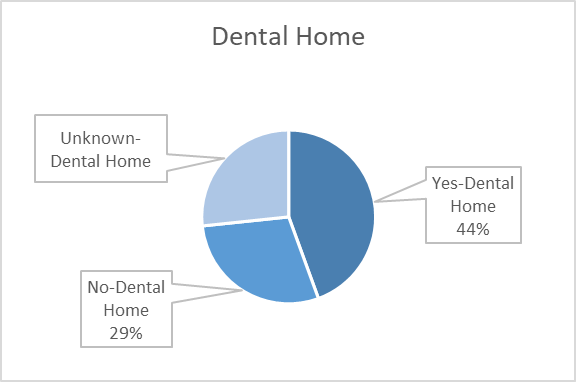 Dental Home
Unknown-
Dental Home
Yes-Dental
Home
44%
No-Dental
Home
29%